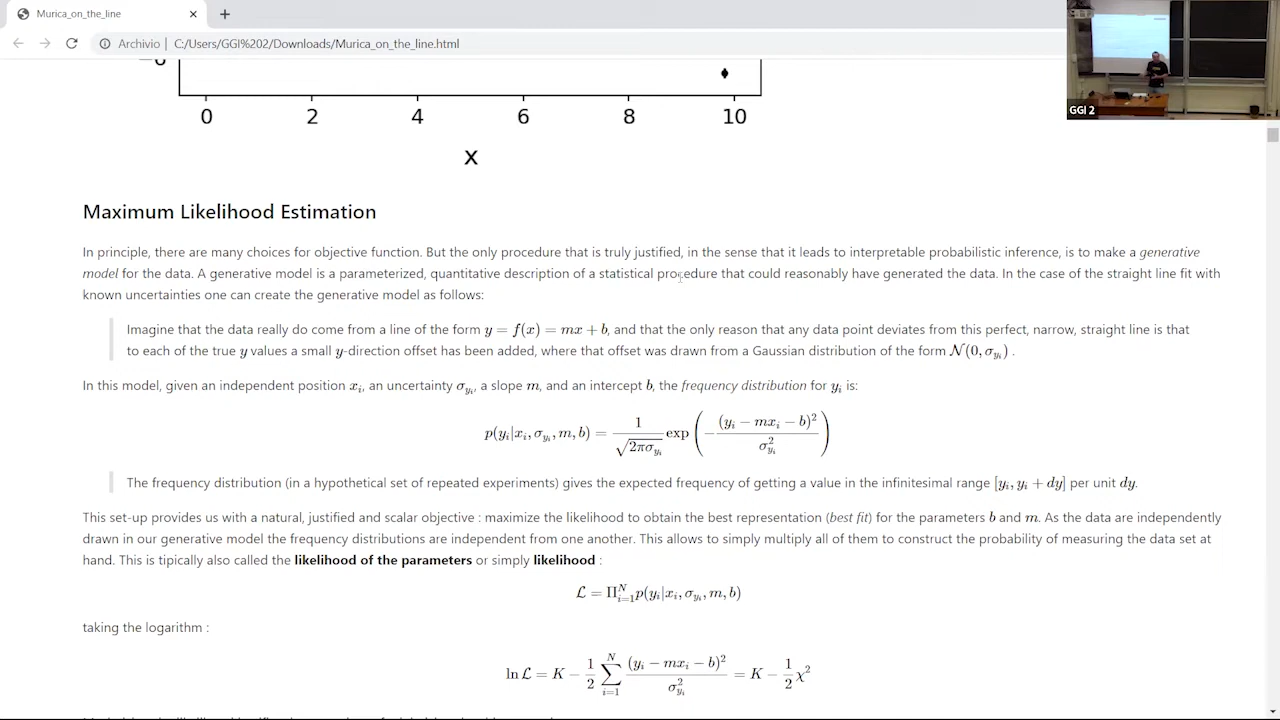 Murica_on_the_line
Archivio | C:/Users/GGI%202/Downloads/Murica_on_the_line.html
GGI 2
0 2 4 6 8 10
x
Maximum Likelihood Estimation
In principle, there are many choices for objective function. But the only procedure that is truly justified, in the sense that it leads to interpretable probabilistic inference, is to make a generative
model for the data. A generative model is a parameterized, quantitative description of a statistical procedure that could reasonably have generated the data. In the case of the straight line fit with
known uncertainties one can create the generative model as follows:
Imagine that the data really do come from a line of the form y = f(x) = mx + b, and that the only reason that any data point deviates from this perfect, narrow, straight line is that
to each of the true y values a small y-direction offset has been added, where that offset was drawn from a Gaussian distribution of the form N(0, σ_{y_i}) .
In this model, given an independent position x_i, an uncertainty σ_{y_i}, a slope m, and an intercept b, the frequency distribution for y_i is:
p(y_i|x_i, σ_{y_i}, m, b) = \frac{1}{\sqrt{2πσ_{y_i}}} exp(-\frac{(y_i − mx_i − b)^2}{σ_{y_i}^2})
The frequency distribution (in a hypothetical set of repeated experiments) gives the expected frequency of getting a value in the infinitesimal range [y_i, y_i + dy] per unit dy.
This set-up provides us with a natural, justified and scalar objective : maximize the likelihood to obtain the best representation (best fit) for the parameters b and m. As the data are independently
drawn in our generative model the frequency distributions are independent from one another. This allows to simply multiply all of them to construct the probability of measuring the data set at
hand. This is tipically also called the likelihood of the parameters or simply likelihood :
L = Π_{i=1}^N p(y_i|x_i, σ_{y_i}, m, b)
taking the logarithm :
ln L = K − \frac{1}{2} \sum_{i=1}^{N} \frac{(y_i − mx_i − b)^2}{σ_{y_i}^2} = K − \frac{1}{2} χ^2